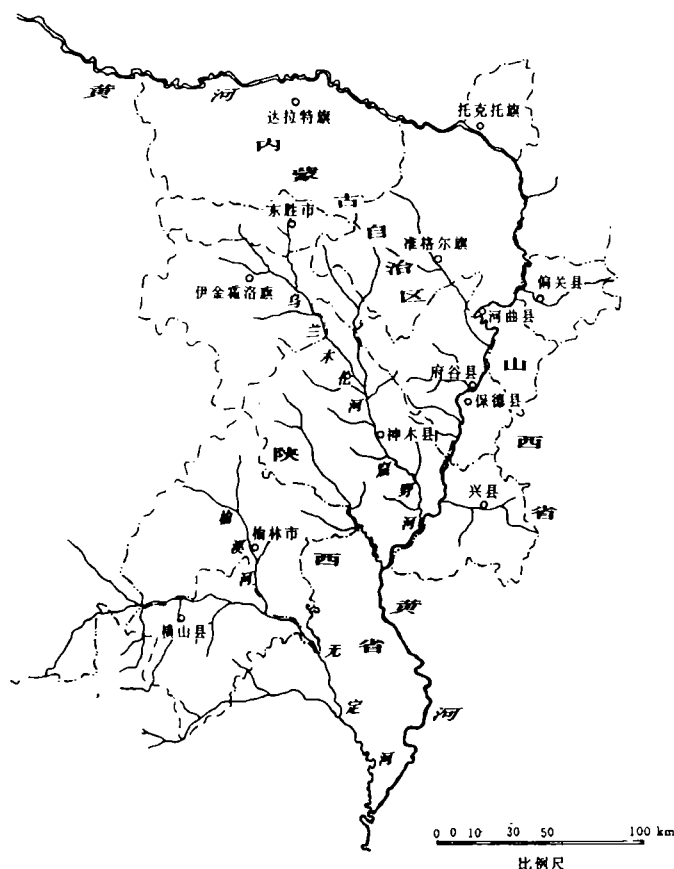 黄河
达拉特旗
托克托旗
内蒙古自治区
东胜市
准格尔旗
伊金霍洛旗
偏关县
河曲县
乌兰木伦河
府谷县
保德县
山西省
神木县
窟野河
兴县
陕西省
榆溪河
榆林市
横山县
无定河
黄河
0 0 10 30 50 100 km
比例尺